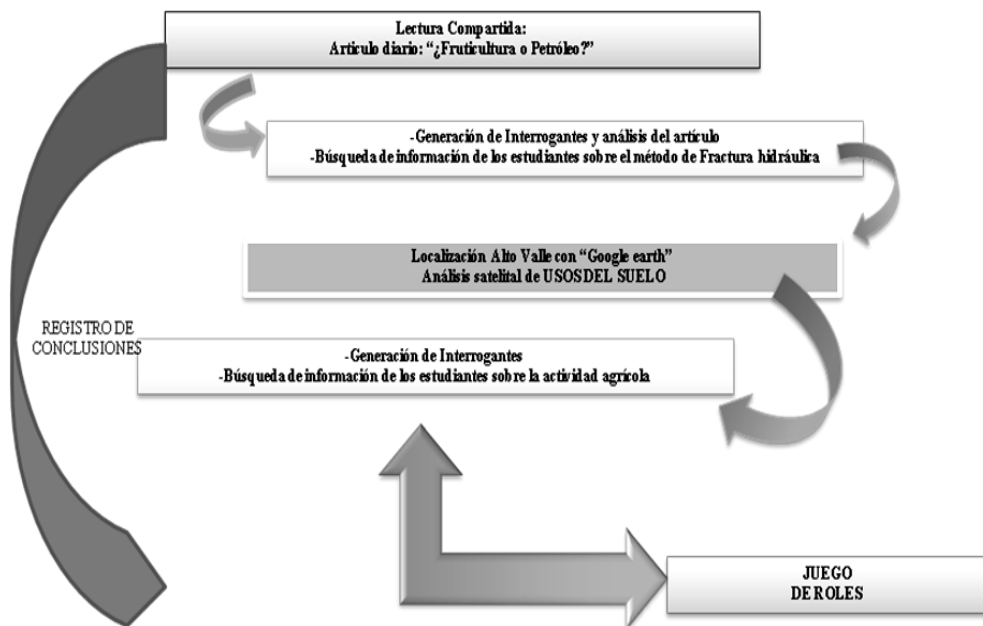 Lectura Compartida:
Artículo diario: “¿Fruticultura o Petróleo?”
-Generación de Interrogantes y análisis del artículo
-Búsqueda de información de los estudiantes sobre el método de Fractura hidráulica
Localización Alto Valle con “Google earth”
Análisis satelital de USOS DEL SUELO
REGISTRO DE
CONCLUSIONES
-Generación de Interrogantes
-Búsqueda de información de los estudiantes sobre la actividad agrícola
JUEGO
DE ROLES